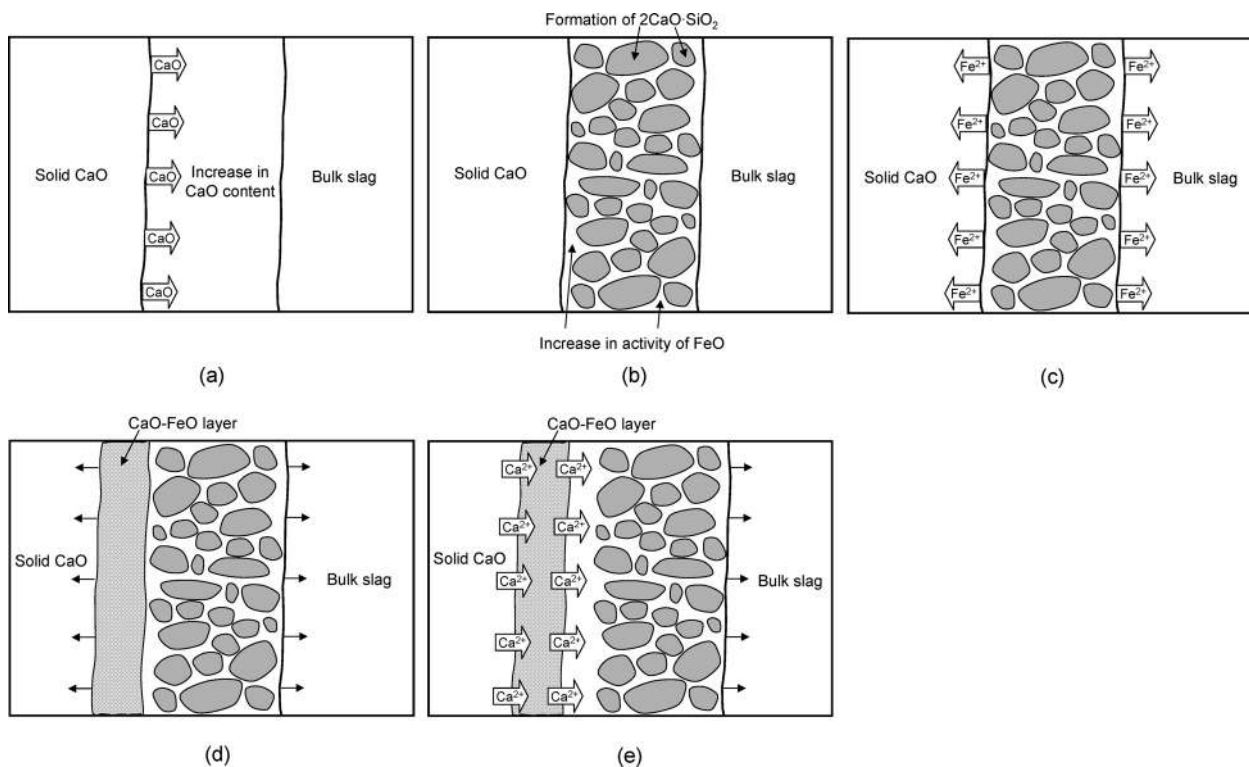 CaO
CaO
Solid CaO
CaO
Increase in
CaO content
Bulk slag
CaO
CaO
(a)
Formation of 2CaO·SiO₂
Solid CaO
Bulk slag
Increase in activity of FeO
(b)
Fe²⁺
Fe²⁺
Fe²⁺
Fe²⁺
Solid CaO
Fe²⁺
Fe²⁺
Bulk slag
Fe²⁺
Fe²⁺
Fe²⁺
Fe²⁺
(c)
CaO-FeO layer
Solid CaO
Bulk slag
(d)
CaO-FeO layer
Ca²⁺
Ca²⁺
Ca²⁺
Ca²⁺
Solid CaO
Ca²⁺
Ca²⁺
Bulk slag
Ca²⁺
Ca²⁺
Ca²⁺
Ca²⁺
(e)